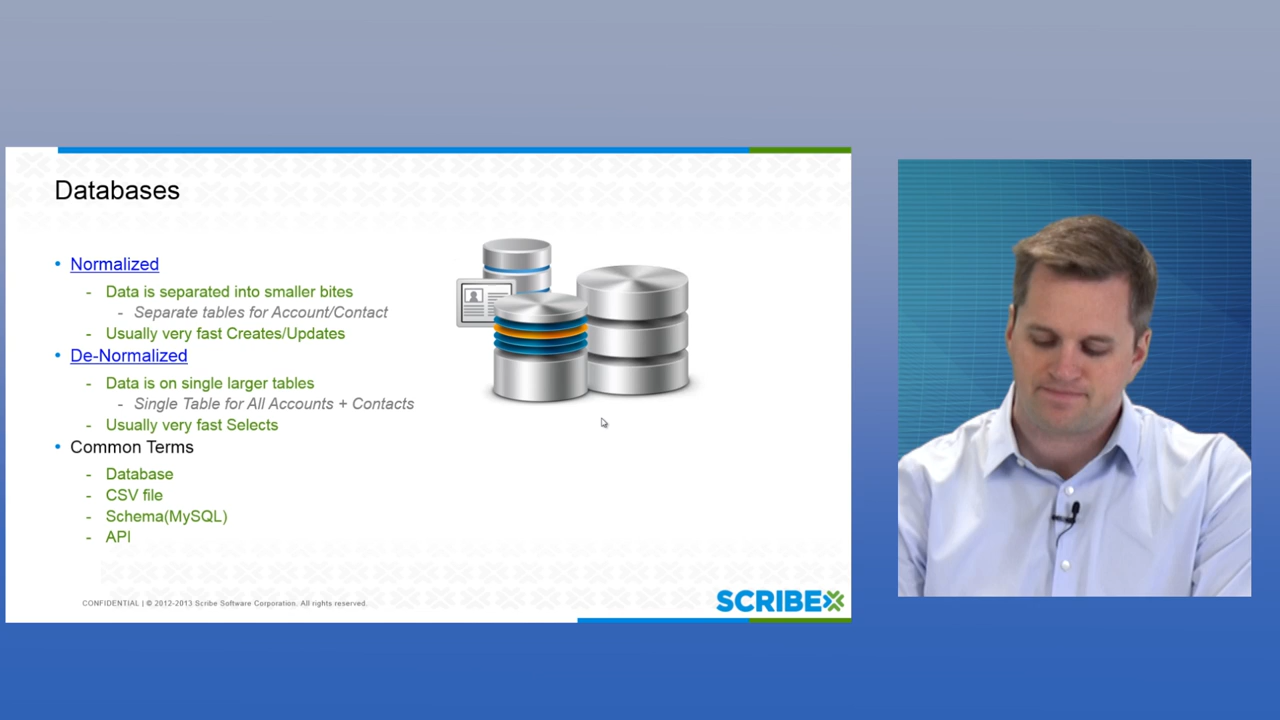 Databases
• Normalized
- Data is separated into smaller bites
- Separate tables for Account/Contact
- Usually very fast Creates/Updates
• De-Normalized
- Data is on single larger tables
- Single Table for All Accounts + Contacts
- Usually very fast Selects
• Common Terms
- Database
- CSV file
- Schema(MySQL)
- API
CONFIDENTIAL | © 2012-2013 Scribe Software Corporation. All rights reserved.
SCRIBE